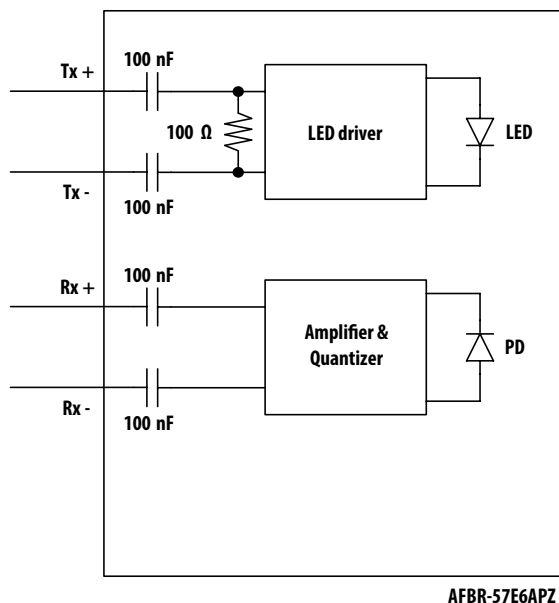 Tx +
100 nF
100 Ω
LED driver
LED
Tx -
100 nF
100 nF
Rx +
Amplifier &
Quantizer
PD
Rx -
100 nF
AFBR-57E6APZ